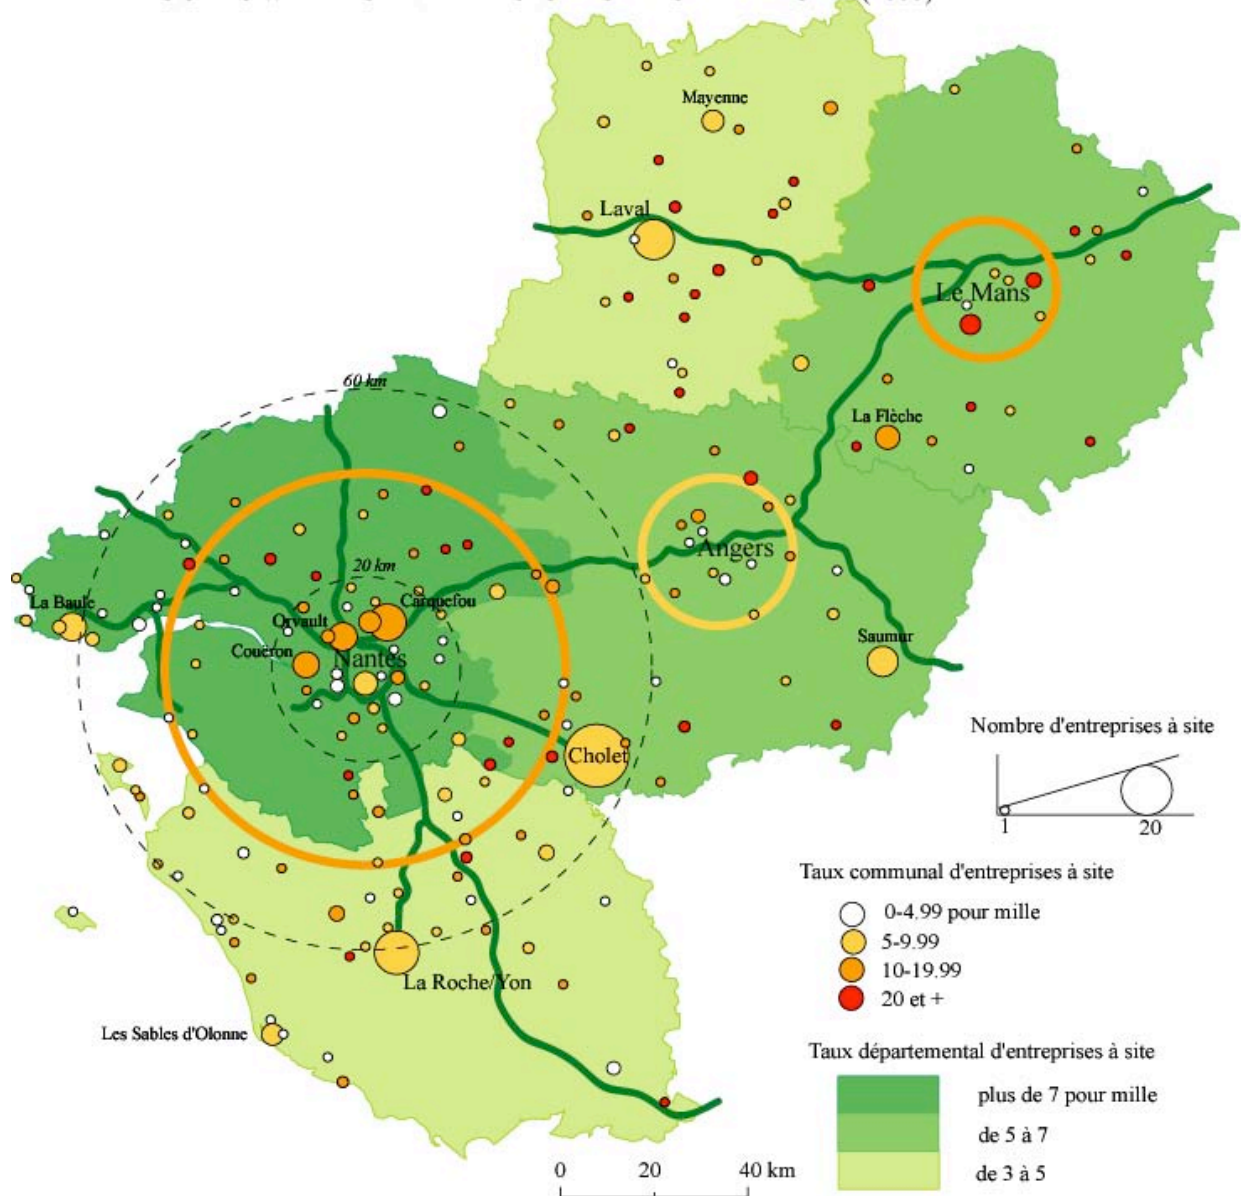 Mayenne
Laval
Le Mans
60 km
La Flèche
20 km
Angers
La Baule
Carquefou
Orvault
Couëron
Nantes
Saumur
Cholet
Nombre d'entreprises à site
1
20
Taux communal d'entreprises à site
0-4.99 pour mille
5-9.99
10-19.99
20 et +
La Roche/Yon
Les Sables d'Olonne
Taux départemental d'entreprises à site
plus de 7 pour mille
de 5 à 7
de 3 à 5
0 20 40 km